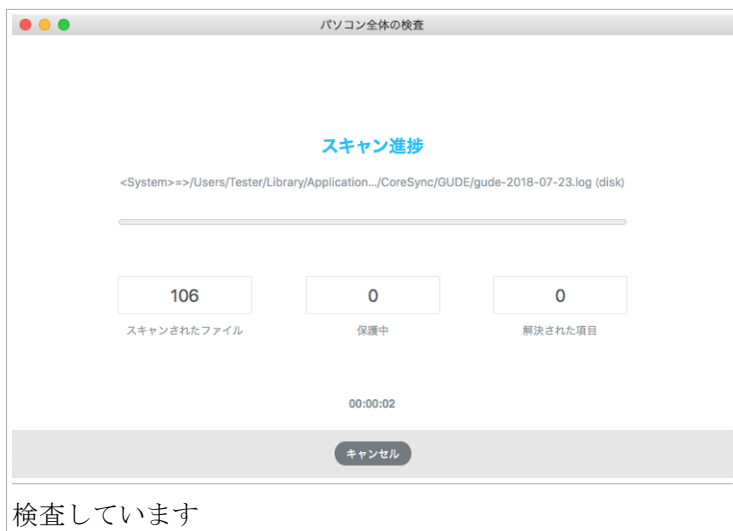 パソコン全体の検査
スキャン進捗
<System>=>/Users/Tester/Library/Application.../CoreSync/GUDE/gude-2018-07-23.log (disk)
106
0
0
スキャンされたファイル
保護中
解決された項目
00:00:02
キャンセル
検査しています